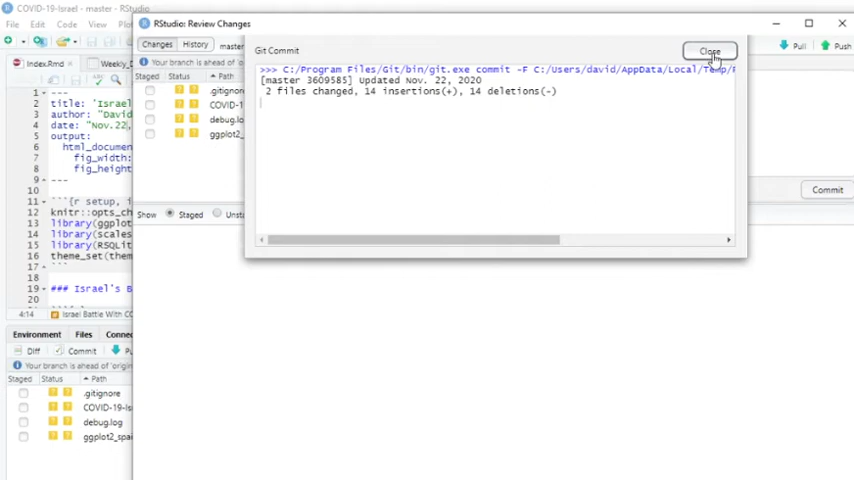 COVID-19-Israel - master - RStudio
File Edit Code View
Index.Rmd Weekly_
1 ---
2 title: 'Israel
3 author: "David
4 date: "Nov.22,
5 output:
6 html_documen
7 fig_width:
8 fig_height
9 ---
10
11 ```{r setup, i
12 knitr::opts_ch
13 library(ggplot
14 library(scales
15 library(RSQLit
16 theme_set(them
17 ```
18
19 ### Israel's B
20
4:14 Israel Battle With CO
Environment Files Connec
Diff Commit Pu
Your branch is ahead of 'origin
Staged Status Path
.gitignore
COVID-19-Is
debug.log
ggplot2_spai
RStudio: Review Changes
Changes History master
Pull Push
Your branch is ahead of 'o
Staged Status Path
.gitignor
COVID-1
debug.lo
ggplot2_
Commit
Show Staged Unsta
Git Commit
Close
>>> C:/Program Files/Git/bin/git.exe commit -F C:/Users/david/AppData/Local/Temp/
[master 3609585] Updated Nov. 22, 2020
2 files changed, 14 insertions(+), 14 deletions(-)